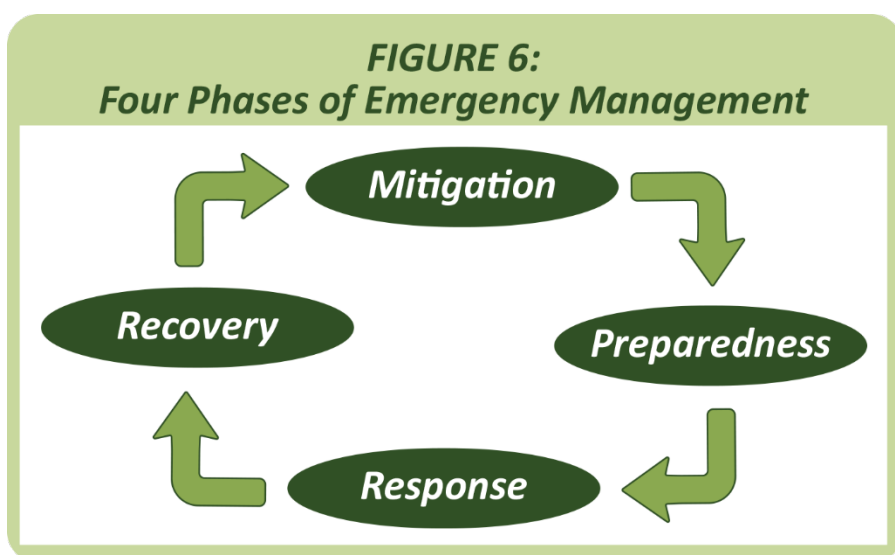 FIGURE 6:
Four Phases of Emergency Management
Mitigation
Preparedness
Response
Recovery